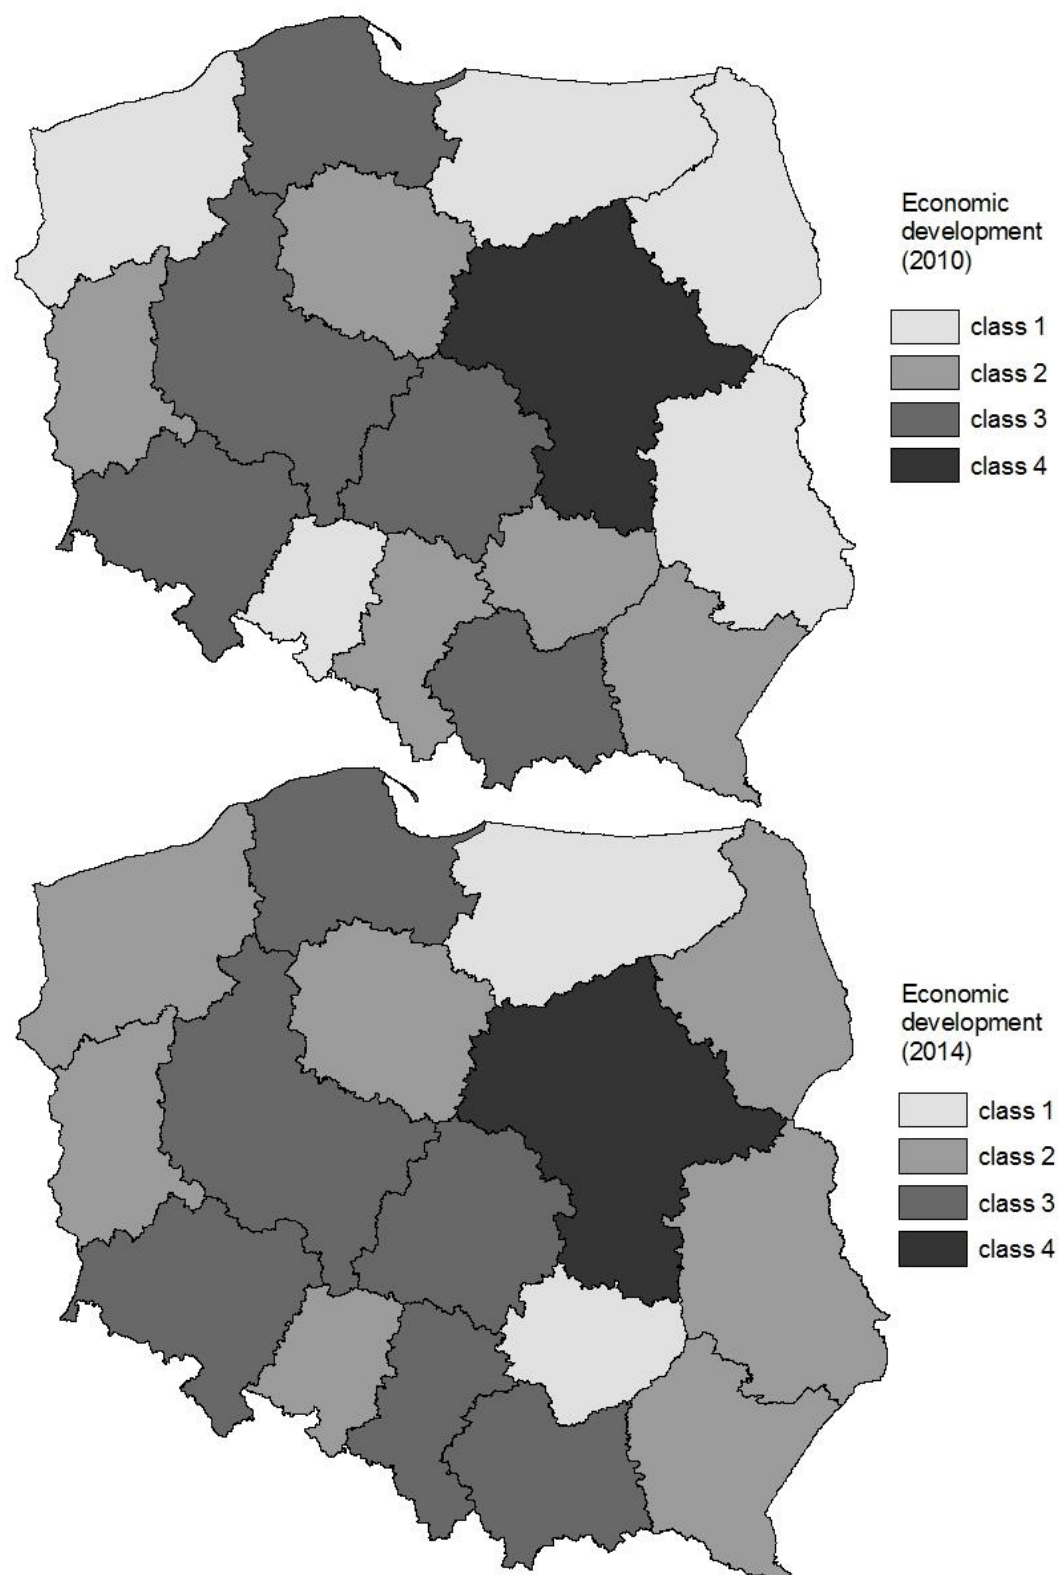 Economic
development
(2010)
class 1
class 2
class 3
class 4
Economic
development
(2014)
class 1
class 2
class 3
class 4